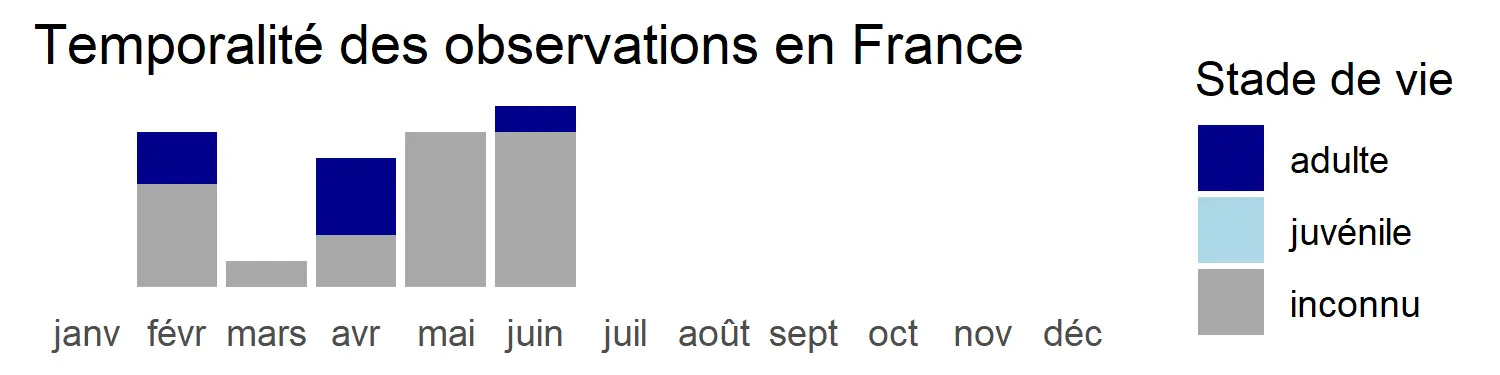 Temporalité des observations en France
janv févr mars avr mai juin juil août sept oct nov déc
Stade de vie
adulte
juvénile
inconnu